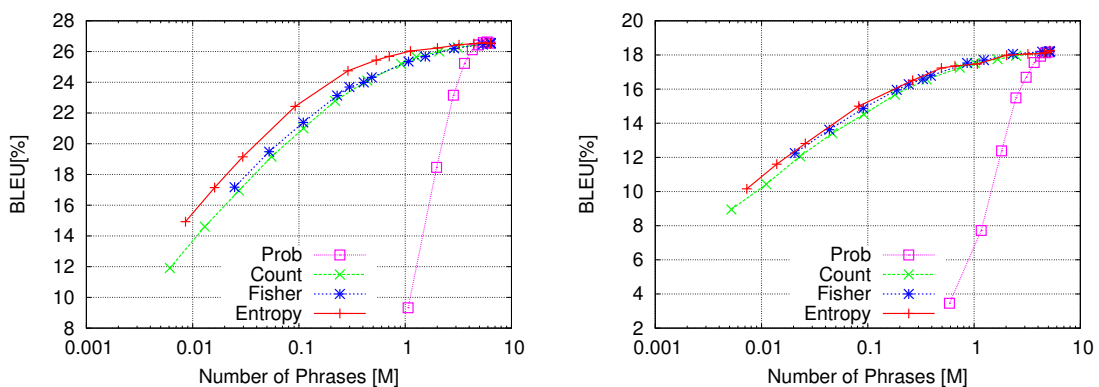 28
26
24
22
20
18
16
14
12
10
8
BLEU[%]
Prob
Count
Fisher
Entropy
0.001 0.01 0.1 1 10
Number of Phrases [M]
20
18
16
14
12
10
8
6
4
2
BLEU[%]
Prob
Count
Fisher
Entropy
0.001 0.01 0.1 1 10
Number of Phrases [M]